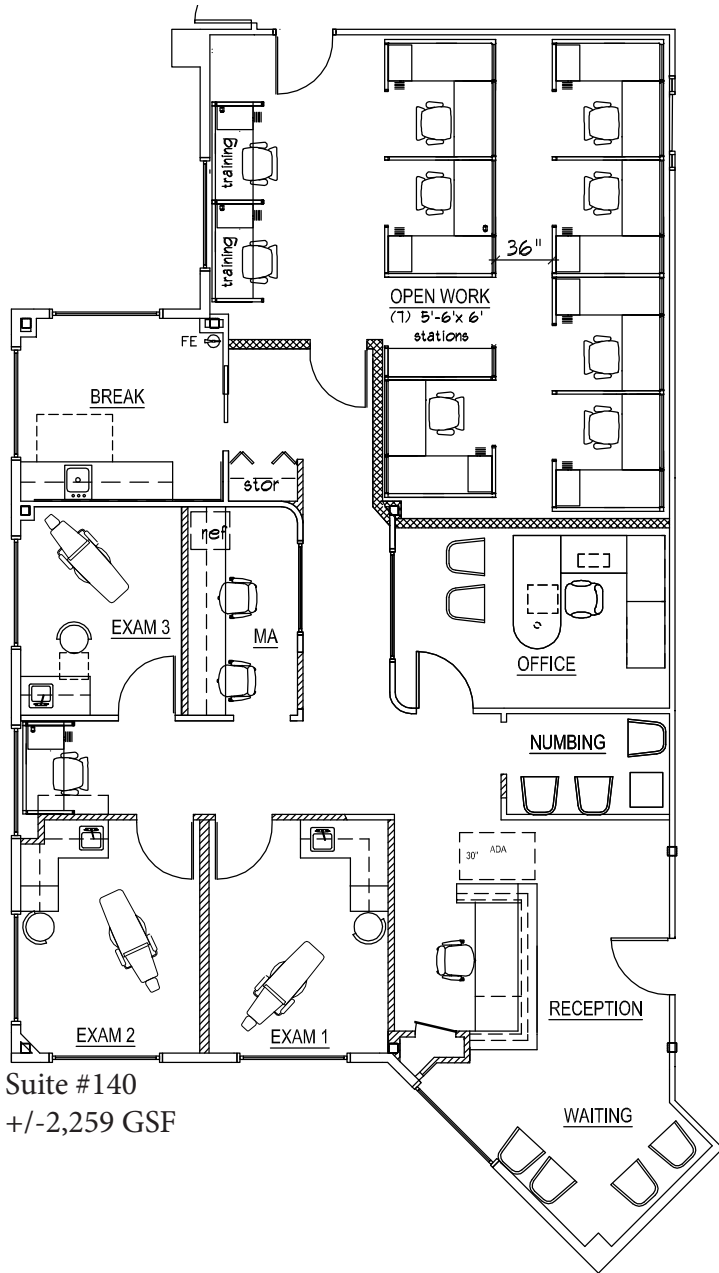 training
training
36"
OPEN WORK
(7) 5'-6"x 6'
stations
FE
BREAK
stor
ref
EXAM 3
MA
OFFICE
NUMBING
30" ADA
EXAM 2
EXAM 1
RECEPTION
WAITING
Suite #140
+/-2,259 GSF